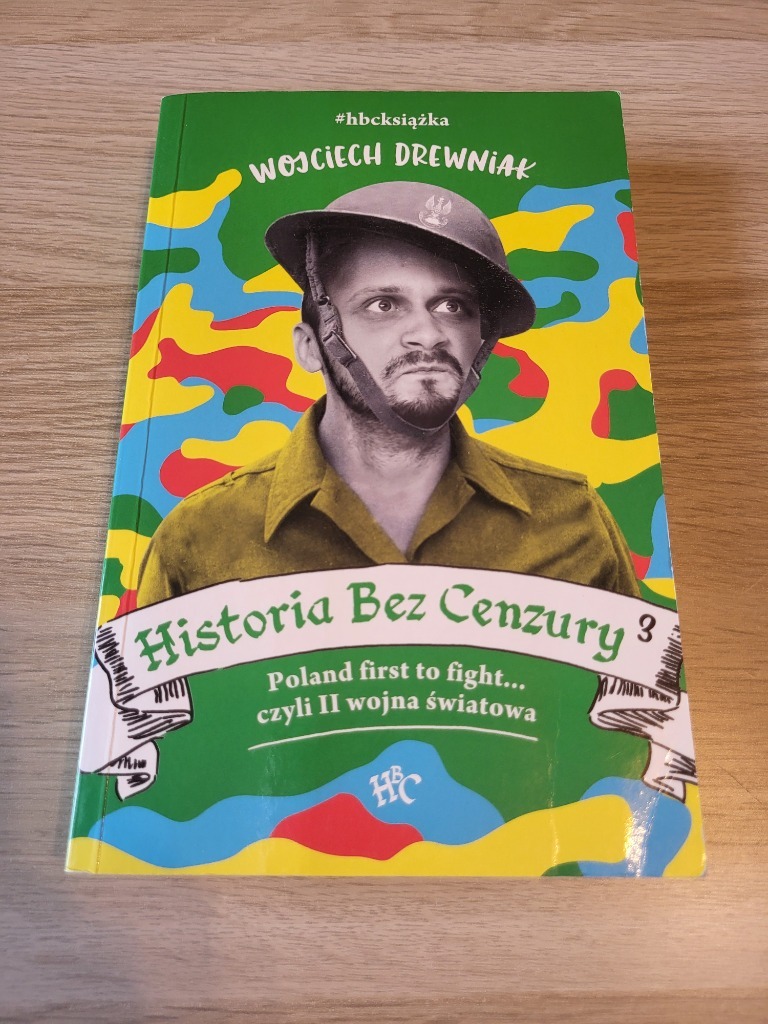 #hbcksiążka
WOJCIECH DREWNIAK
Historia Bez Cenzury 3
Poland first to fight...
czyli II wojna światowa
HBC